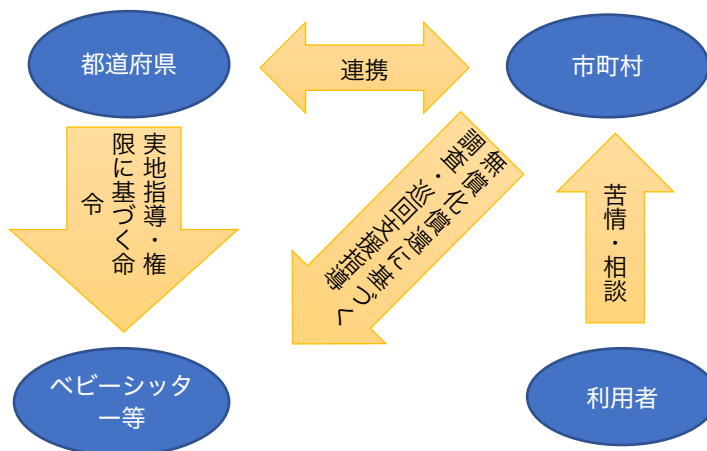 都道府県
連携
市町村
実地指導・権
限に基づく命
令
無償化償還に基づく
調査・巡回支援指導
苦情・相談
ベビーシッタ
ー等
利用者